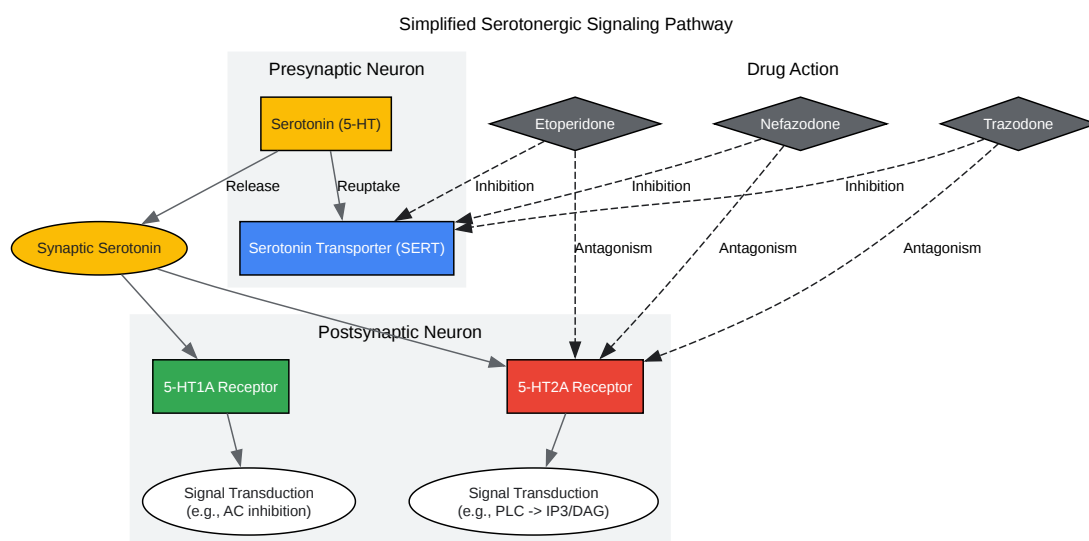 Simplified Serotonergic Signaling Pathway
Presynaptic Neuron
Drug Action
Serotonin (5-HT)
Etoperidone
Nefazodone
Trazodone
Release
Reuptake
Inhibition
Inhibition
Inhibition
Synaptic Serotonin
Serotonin Transporter (SERT)
Antagonism
Antagonism
Antagonism
Postsynaptic Neuron
5-HT1A Receptor
5-HT2A Receptor
Signal Transduction
(e.g., AC inhibition)
Signal Transduction
(e.g., PLC -> IP3/DAG)